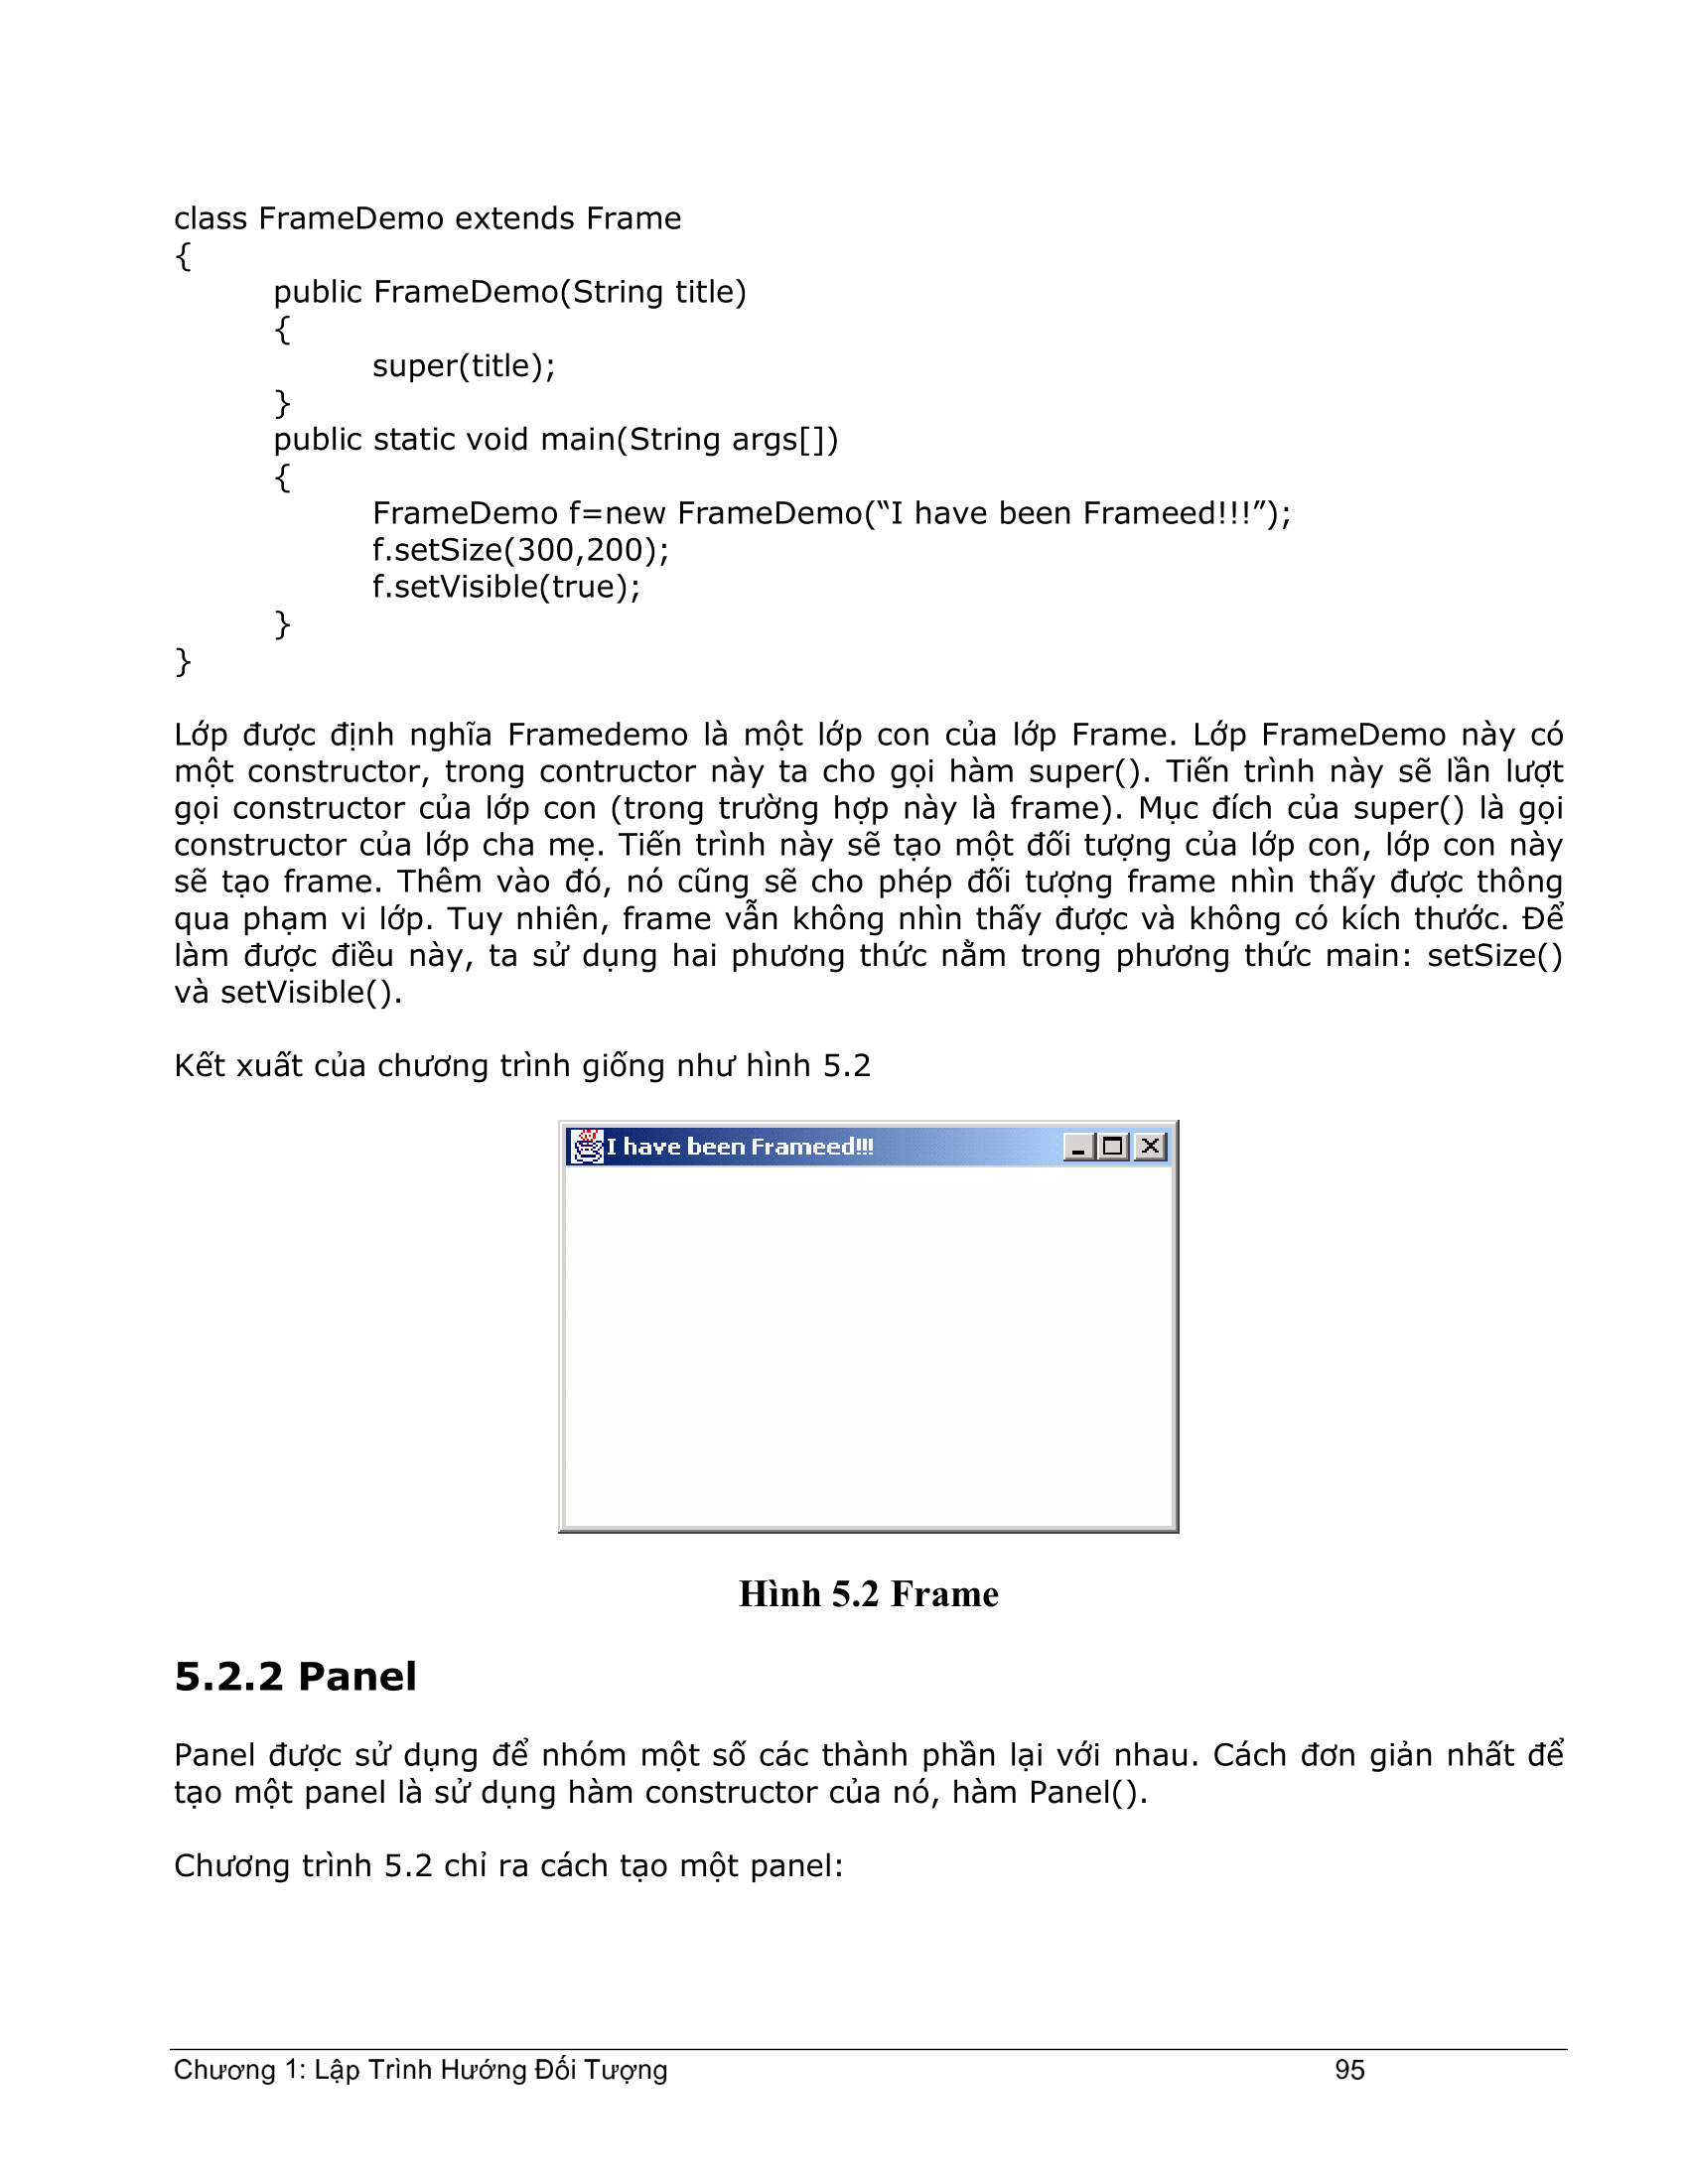 class FrameDemo extends Frame
{
public FrameDemo(String title)
{
super(title);
}
public static void main(String args[])
{
FrameDemo f=new FrameDemo(“I have been Frameed!!!”);
f.setSize(300,200);
f.setVisible(true);
}
}
Lớp được định nghĩa Framedemo là một lớp con của lớp Frame. Lớp FrameDemo này có
một constructor, trong contructor này ta cho gọi hàm super(). Tiến trình này sẽ lần lượt
gọi constructor của lớp con (trong trường hợp này là frame). Mục đích của super() là gọi
constructor của lớp cha mẹ. Tiến trình này sẽ tạo một đối tượng của lớp con, lớp con này
sẽ tạo frame. Thêm vào đó, nó cũng sẽ cho phép đối tượng frame nhìn thấy được thông
qua phạm vi lớp. Tuy nhiên, frame vẫn không nhìn thấy được và không có kích thước. Để
làm được điều này, ta sử dụng hai phương thức nằm trong phương thức main: setSize()
và setVisible().
Kết xuất của chương trình giống như hình 5.2
I have been Frameed!!!
Hình 5.2 Frame
5.2.2 Panel
Panel được sử dụng để nhóm một số các thành phần lại với nhau. Cách đơn giản nhất để
tạo một panel là sử dụng hàm constructor của nó, hàm Panel().
Chương trình 5.2 chỉ ra cách tạo một panel:
Chương 1: Lập Trình Hướng Đối Tượng 95